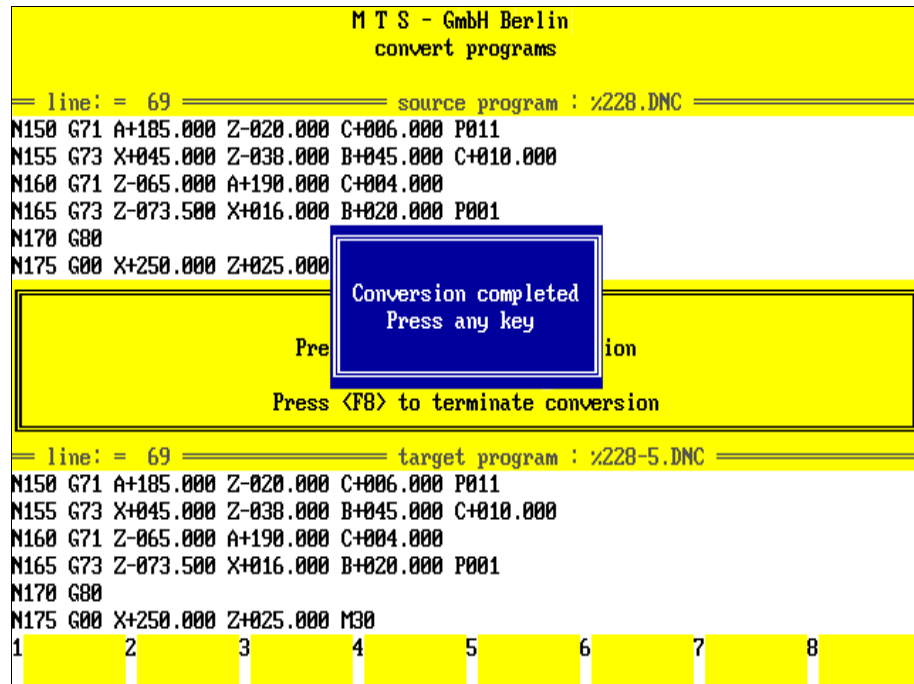 M T S - GmbH Berlin
convert programs
line: = 69 source program : %228.DNC
N150 G71 A+185.000 Z-020.000 C+006.000 P011
N155 G73 X+045.000 Z-038.000 B+045.000 C+010.000
N160 G71 Z-065.000 A+190.000 C+004.000
N165 G73 Z-073.500 X+016.000 B+020.000 P001
N170 G80
N175 G00 X+250.000 Z+025.000
Conversion completed
Press any key
Press <F8> to terminate conversion
line: = 69 target program : %228-5.DNC
N150 G71 A+185.000 Z-020.000 C+006.000 P011
N155 G73 X+045.000 Z-038.000 B+045.000 C+010.000
N160 G71 Z-065.000 A+190.000 C+004.000
N165 G73 Z-073.500 X+016.000 B+020.000 P001
N170 G80
N175 G00 X+250.000 Z+025.000 M30
1 2 3 4 5 6 7 8